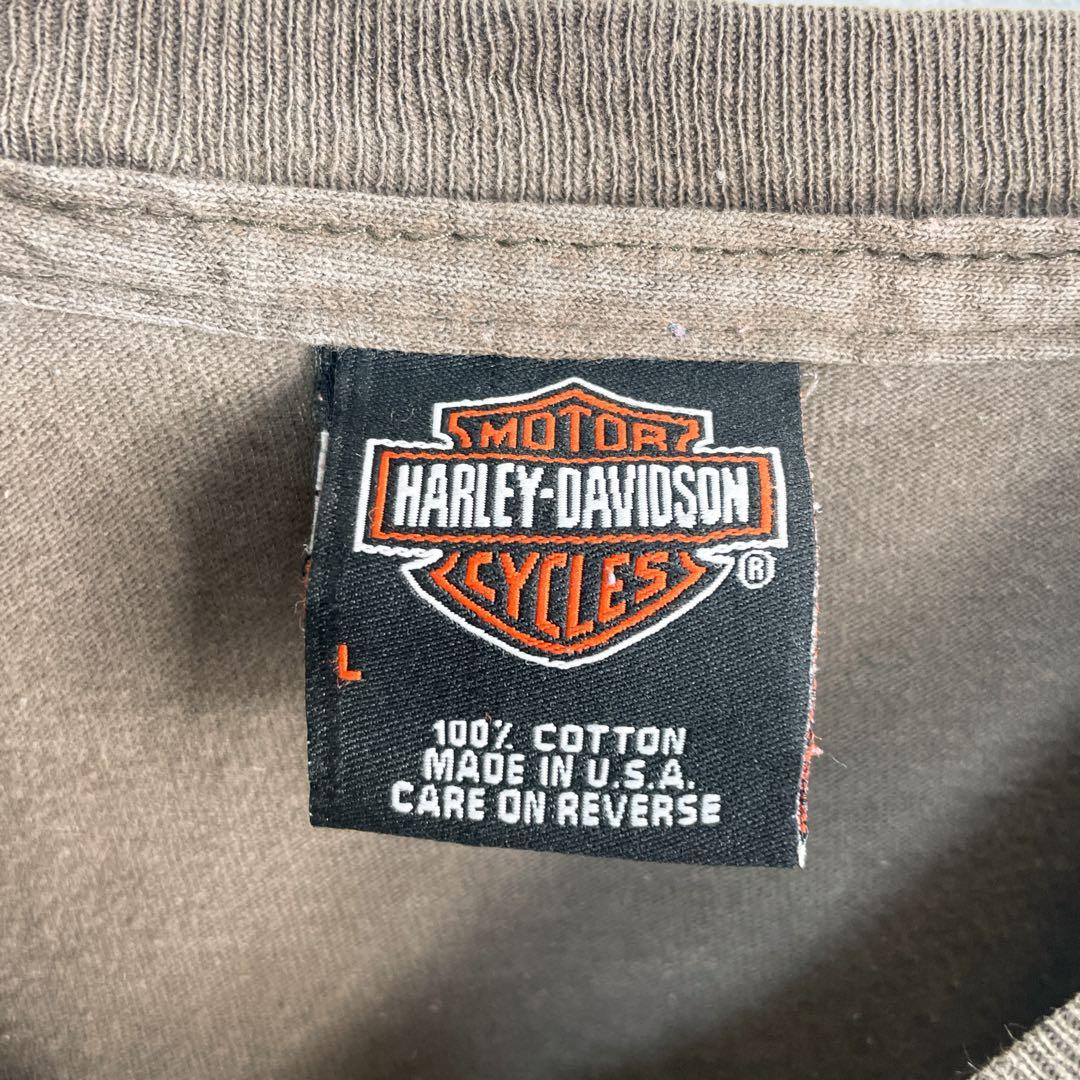 MOTOR
HARLEY-DAVIDSON
CYCLES
®
L
100% COTTON
MADE IN U.S.A.
CARE ON REVERSE